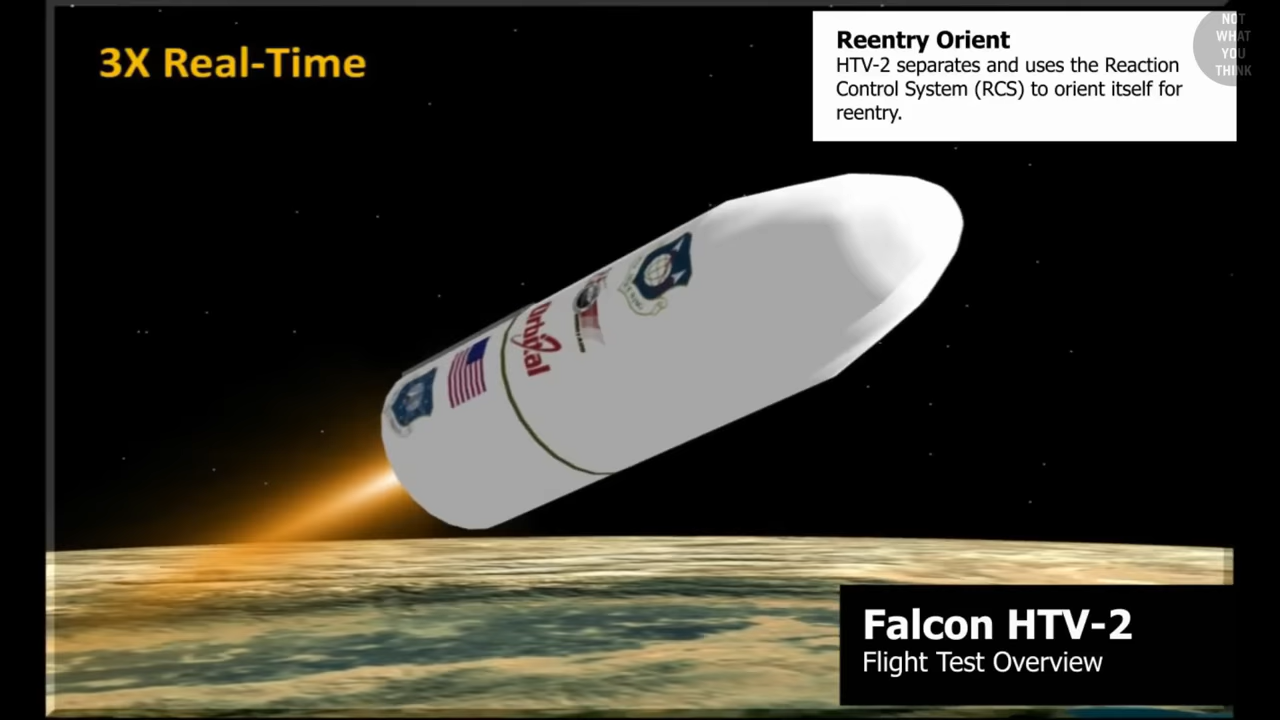 3X Real-Time
Reentry Orient
HTV-2 separates and uses the Reaction
Control System (RCS) to orient itself for
reentry.
NOT
WHAT
YOU
THINK
Orbital
Falcon HTV-2
Flight Test Overview